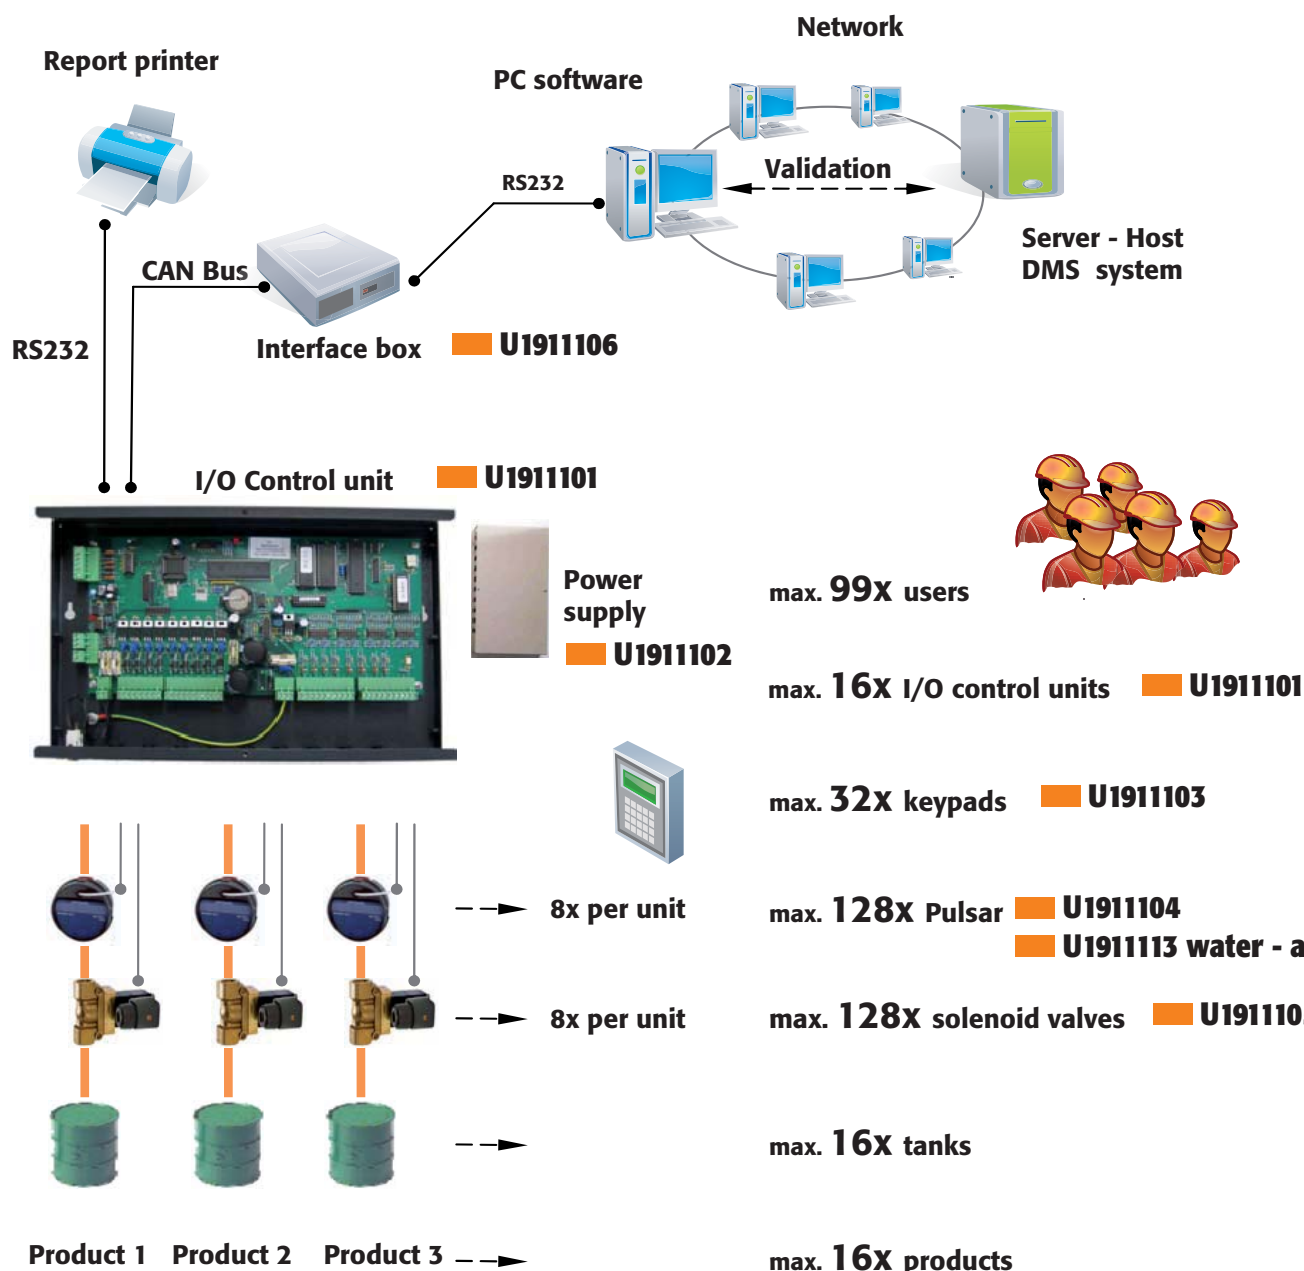 Network
Report printer
PC software
Validation
RS232
Server - Host
DMS system
CAN Bus
RS232
Interface box U1911106
I/O Control unit U1911101
Power
supply
U1911102
max. 99x users
max. 16x I/O control units U1911101
max. 32x keypads U1911103
8x per unit max. 128x Pulsar U1911104
U1911113 water - a
8x per unit max. 128x solenoid valves
max. 16x tanks
Product 1 Product 2 Product 3 max. 16x products